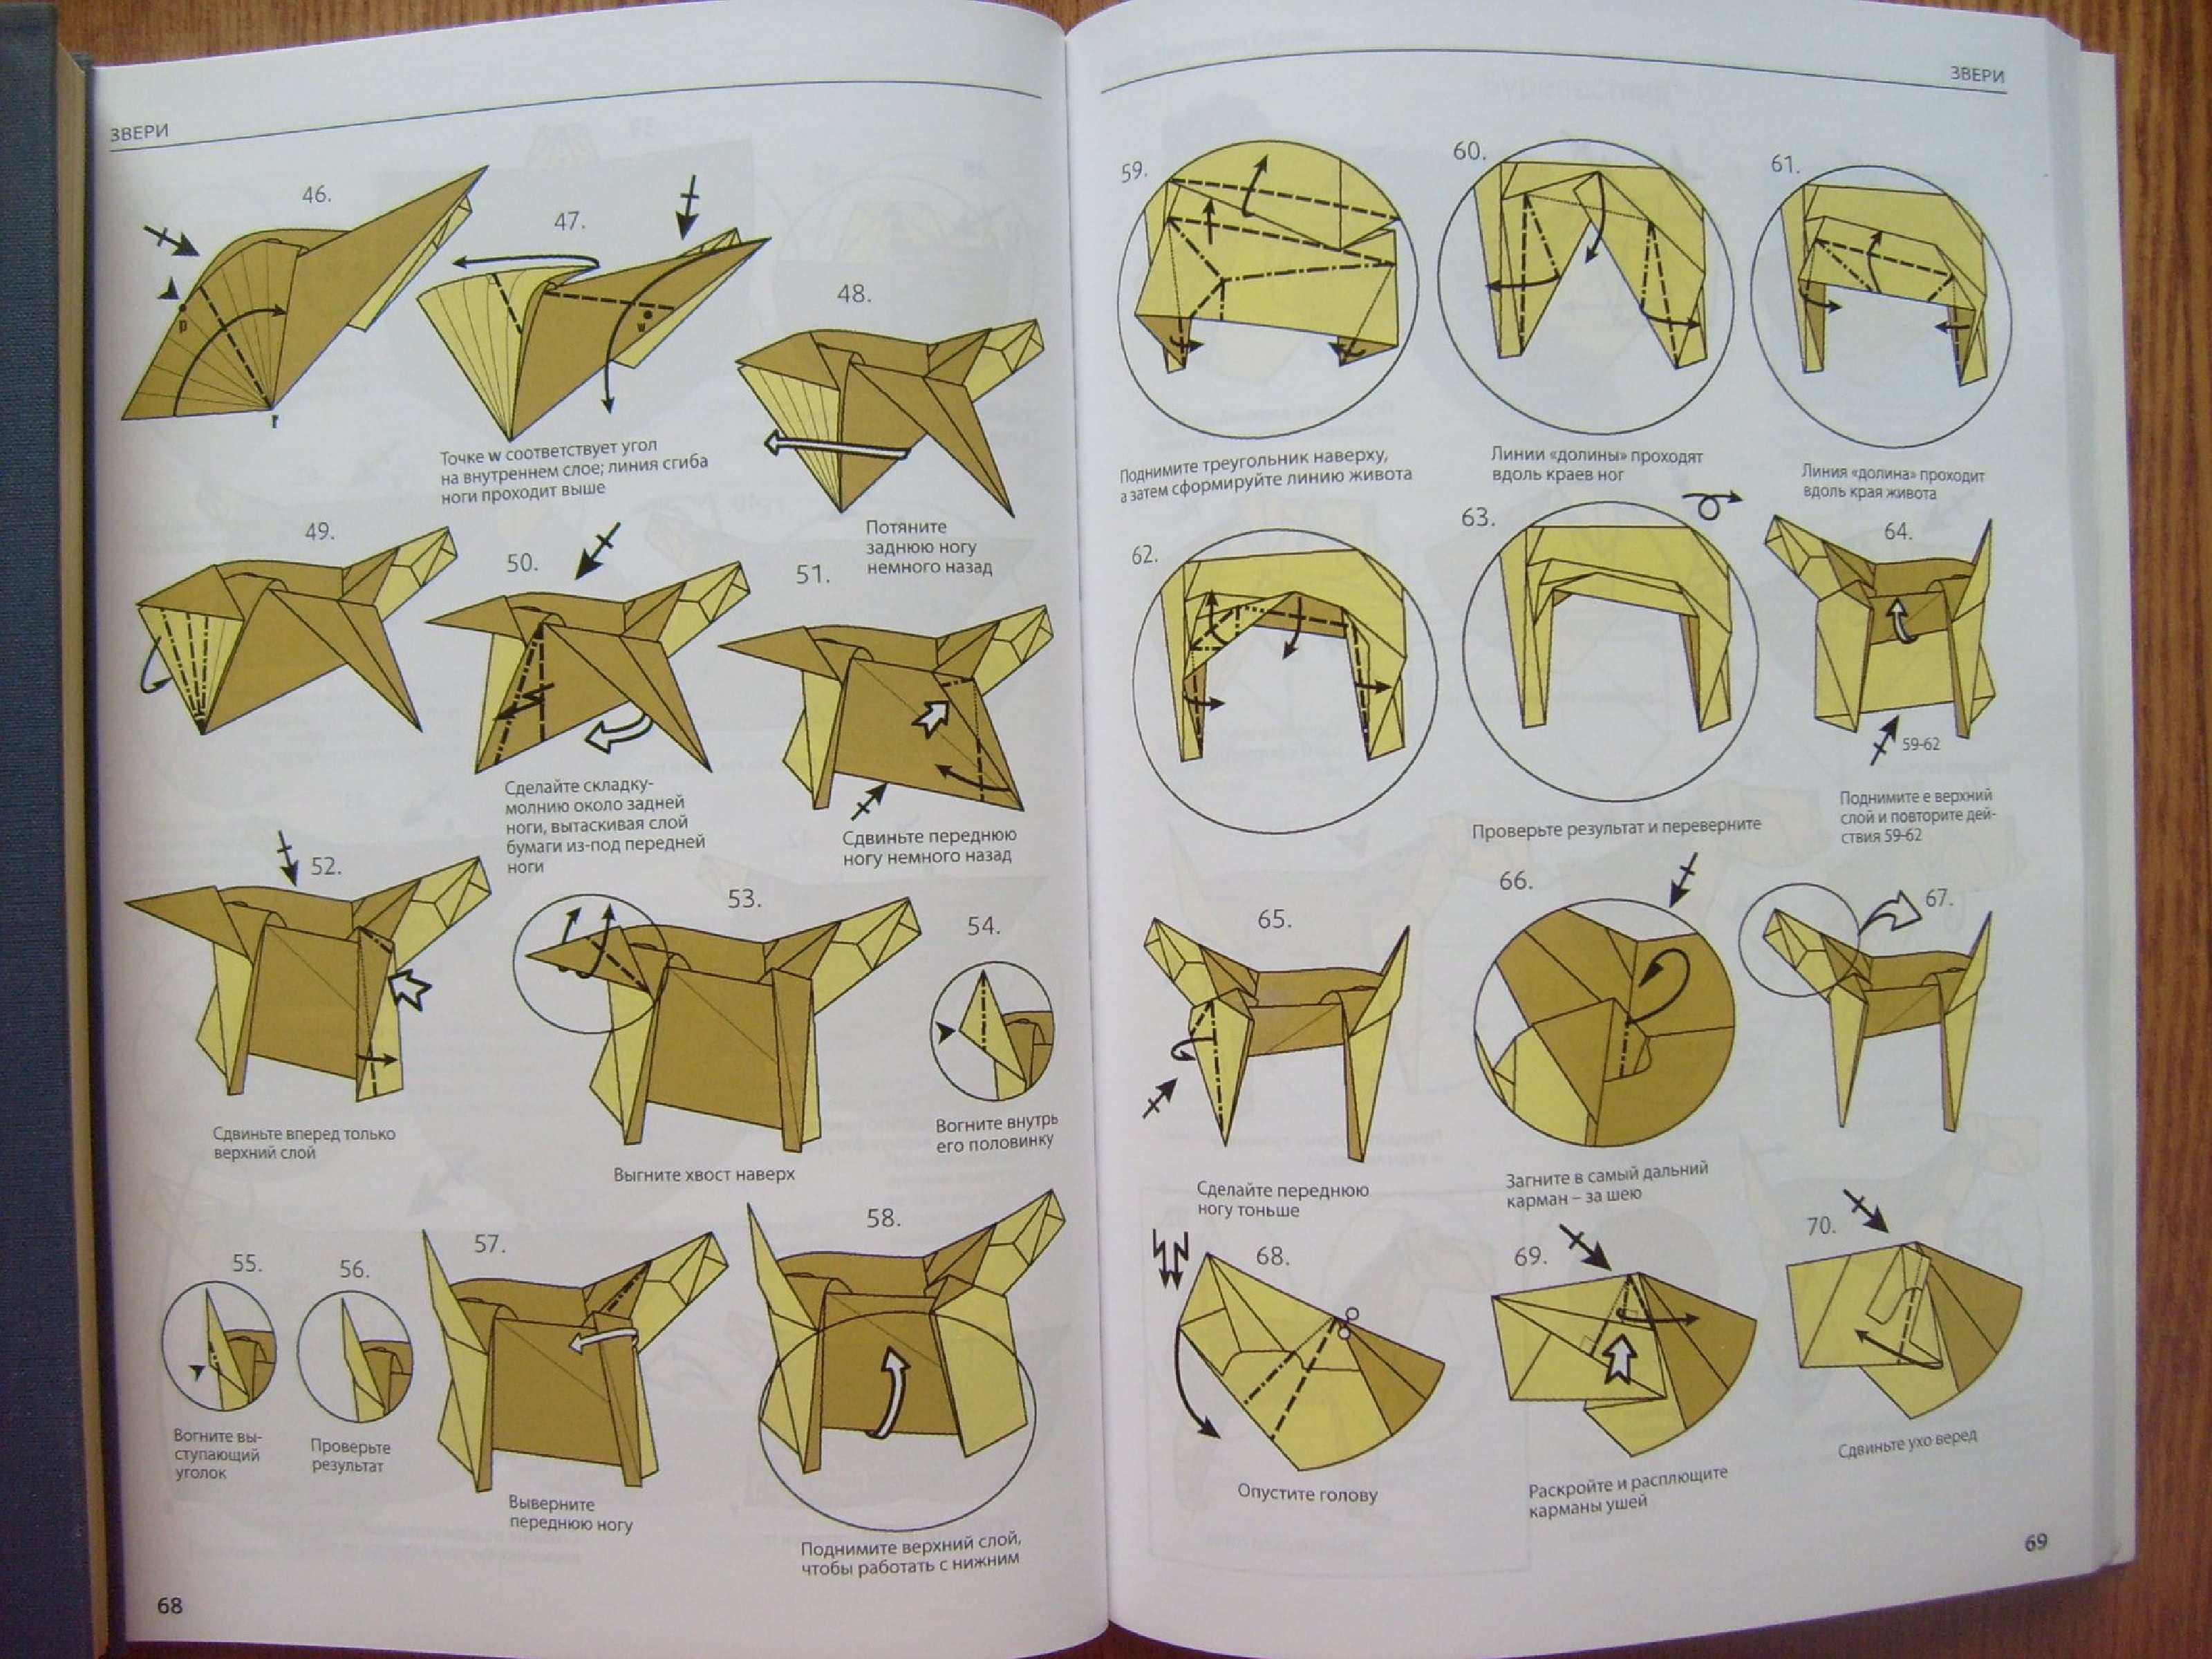 ЗВЕРИ
46.
p
r
47.
w
Точке w соответствует угол
на внутреннем слое; линия сгиба
ноги проходит выше
48.
Потяните
заднюю ногу
немного назад
49.
50.
Сделайте складку-
молнию около задней
ноги, вытаскивая слой
бумаги из-под передней
ноги
51.
Сдвиньте переднюю
ногу немного назад
52.
Сдвиньте вперед только
верхний слой
53.
Выгните хвост наверх
54.
Вогните внутрь
его половинку
55.
Вогните вы-
ступающий
уголок
56.
Проверьте
результат
57.
Выверните
переднюю ногу
58.
Поднимите верхний слой,
чтобы работать с нижним
68
ЗВЕРИ
59.
Поднимите треугольник наверху,
а затем сформируйте линию живота
60.
Линии «долины» проходят
вдоль краев ног
61.
Линия «долина» проходит
вдоль края живота
62.
63.
Проверьте результат и переверните
64.
59-62
Поднимите е верхний
слой и повторите дей-
ствия 59-62
65.
Сделайте переднюю
ногу тоньше
66.
Загните в самый дальний
карман – за шею
67.
68.
Опустите голову
69.
Раскройте и расплющите
карманы ушей
70.
Сдвиньте ухо веред
69